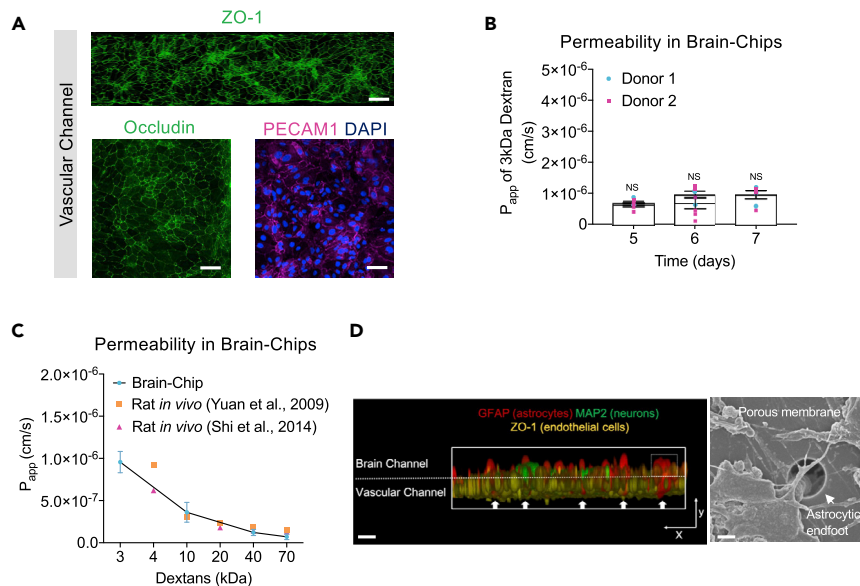 A
ZO-1
Vascular Channel
Occludin
PECAM1 DAPI
B
Permeability in Brain-Chips
Papp of 3kDa Dextran
(cm/s)
5×10-6
4×10-6
3×10-6
2×10-6
1×10-6
0
Donor 1
Donor 2
NS
NS
NS
5 6 7
Time (days)
C
Permeability in Brain-Chips
Papp (cm/s)
2.0×10-6
1.5×10-6
1.0×10-6
5.0×10-7
0.0
Brain-Chip
Rat in vivo (Yuan et al., 2009)
Rat in vivo (Shi et al., 2014)
3 4 10 20 40 70
Dextans (kDa)
D
GFAP (astrocytes) MAP2 (neurons)
ZO-1 (endothelial cells)
Brain Channel
Vascular Channel
y
x
Porous membrane
Astrocytic
endfoot